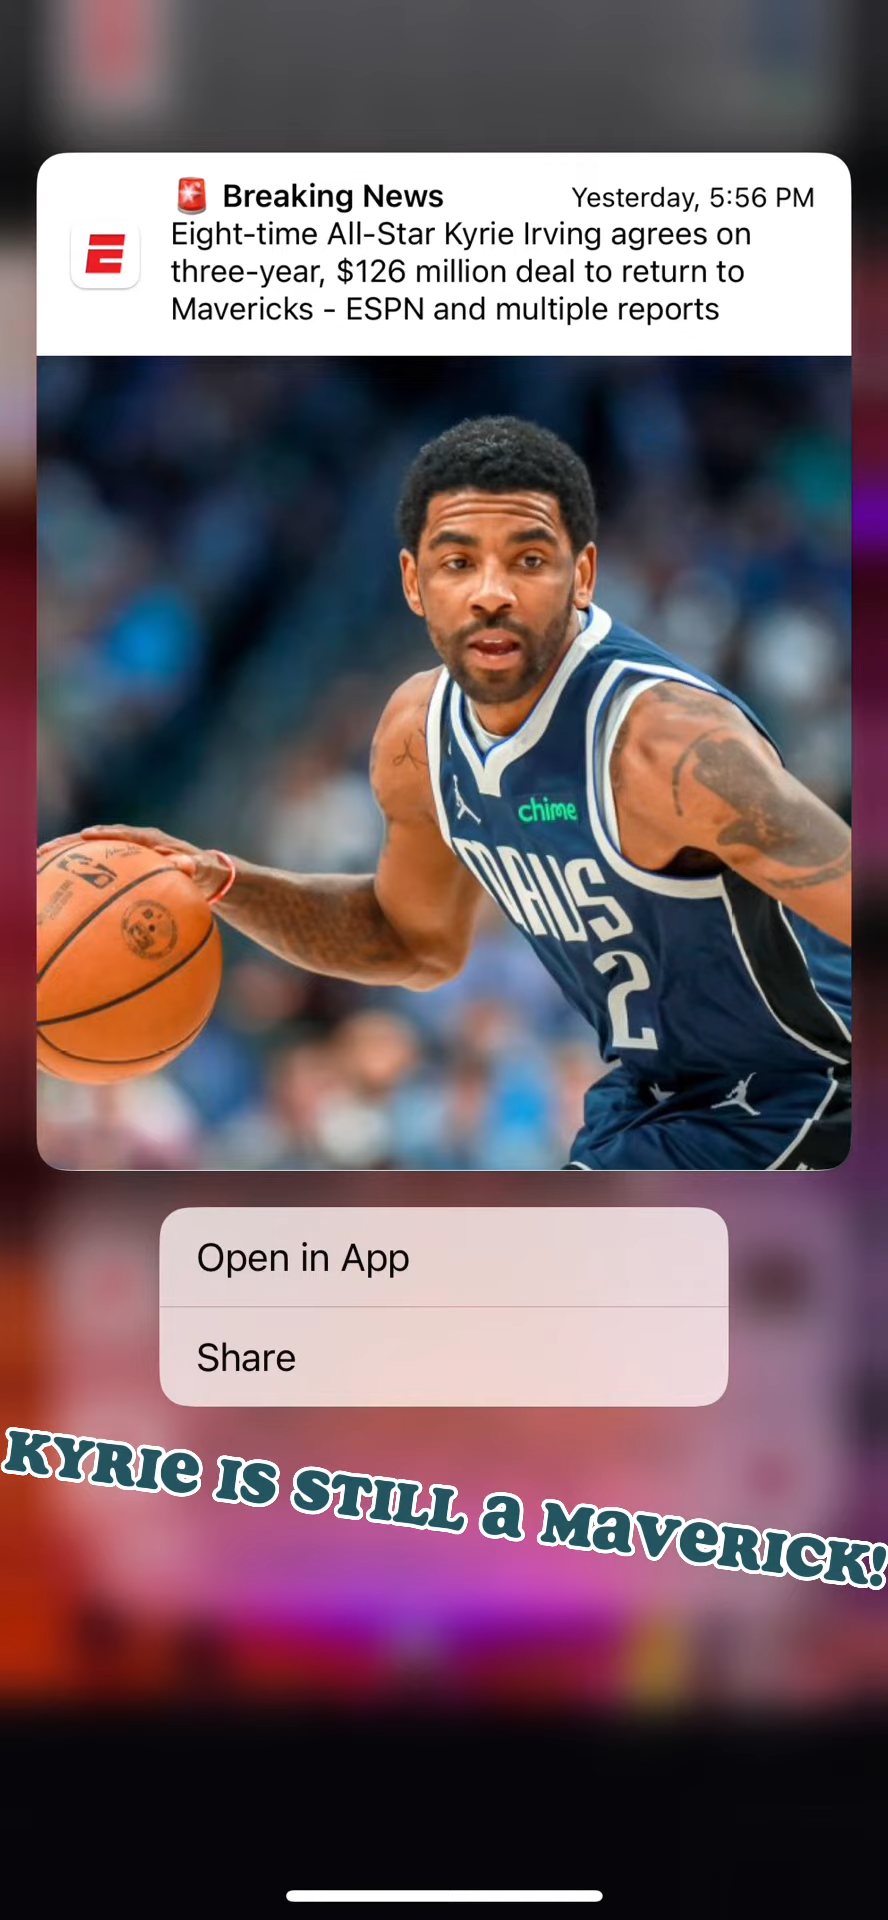 🚨 Breaking News
Yesterday, 5:56 PM
Eight-time All-Star Kyrie Irving agrees on
three-year, $126 million deal to return to
Mavericks - ESPN and multiple reports
chime
MAVS
2
Open in App
Share
KYRIe IS STILL a MaveRICK!